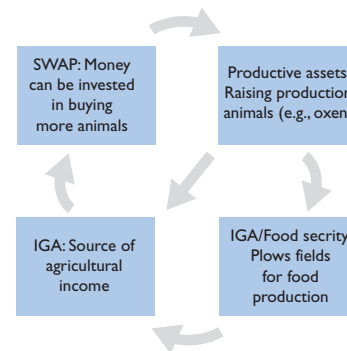 SWAP: Money
can be invested
in buying
more animals
Productive assets
Raising production
animals (e.g., oxen
IGA: Source of
agricultural
income
IGA/Food secrity
Plows fields
for food
production